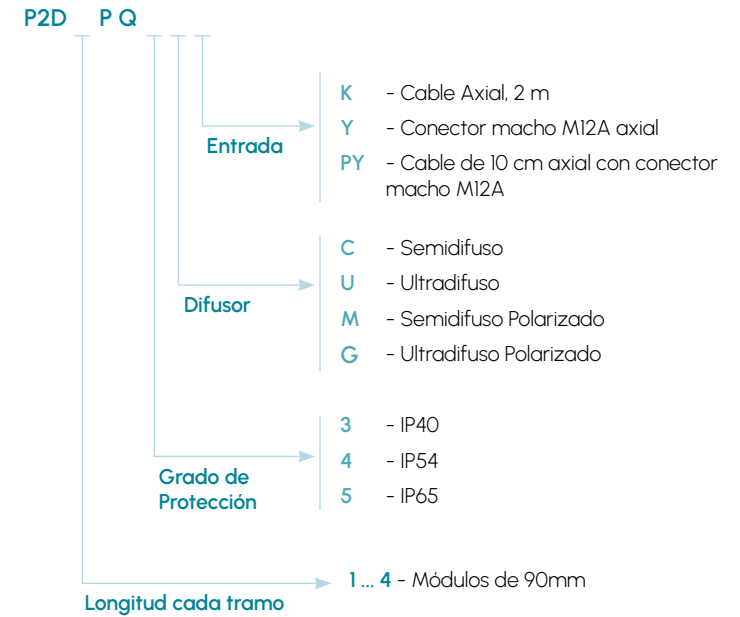 P2D P Q
K - Cable Axial, 2 m
Y - Conector macho M12A axial
Entrada
PY - Cable de 10 cm axial con conector
macho M12A
C - Semidifuso
U - Ultradifuso
Difusor
M - Semidifuso Polarizado
G - Ultradifuso Polarizado
3 - IP40
4 - IP54
Grado de
Protección
5 - IP65
1 ... 4 - Módulos de 90mm
Longitud cada tramo